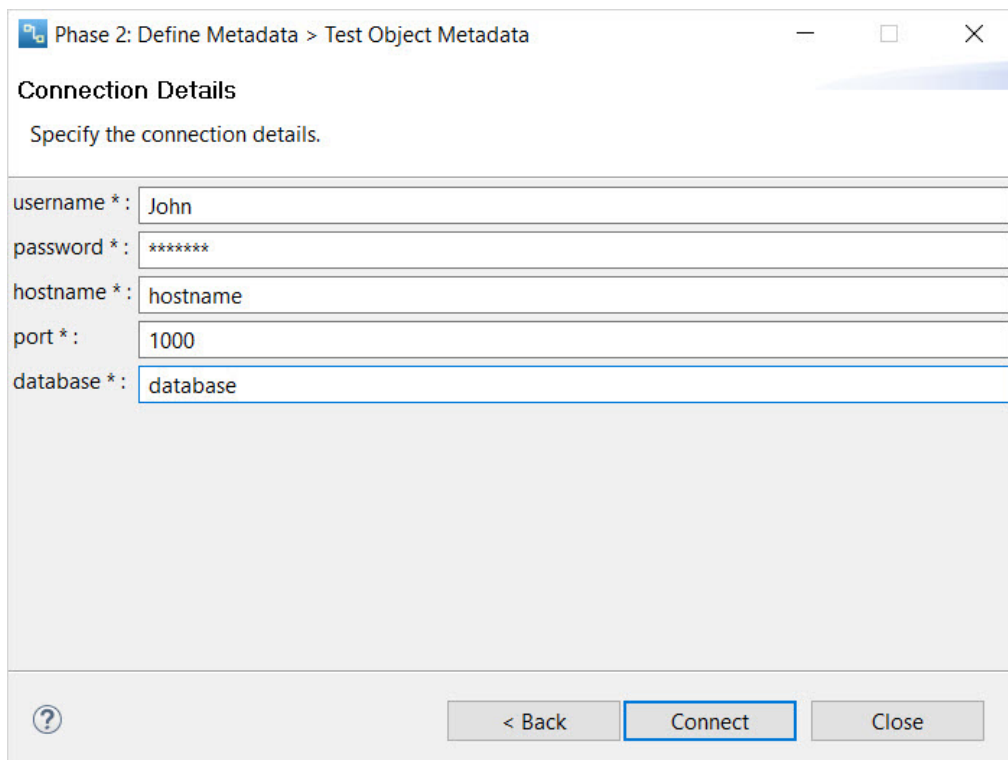 Phase 2: Define Metadata > Test Object Metadata
Connection Details
Specify the connection details.
username * : John
password * : *******
hostname * : hostname
port * : 1000
database * : database
?
< Back Connect Close